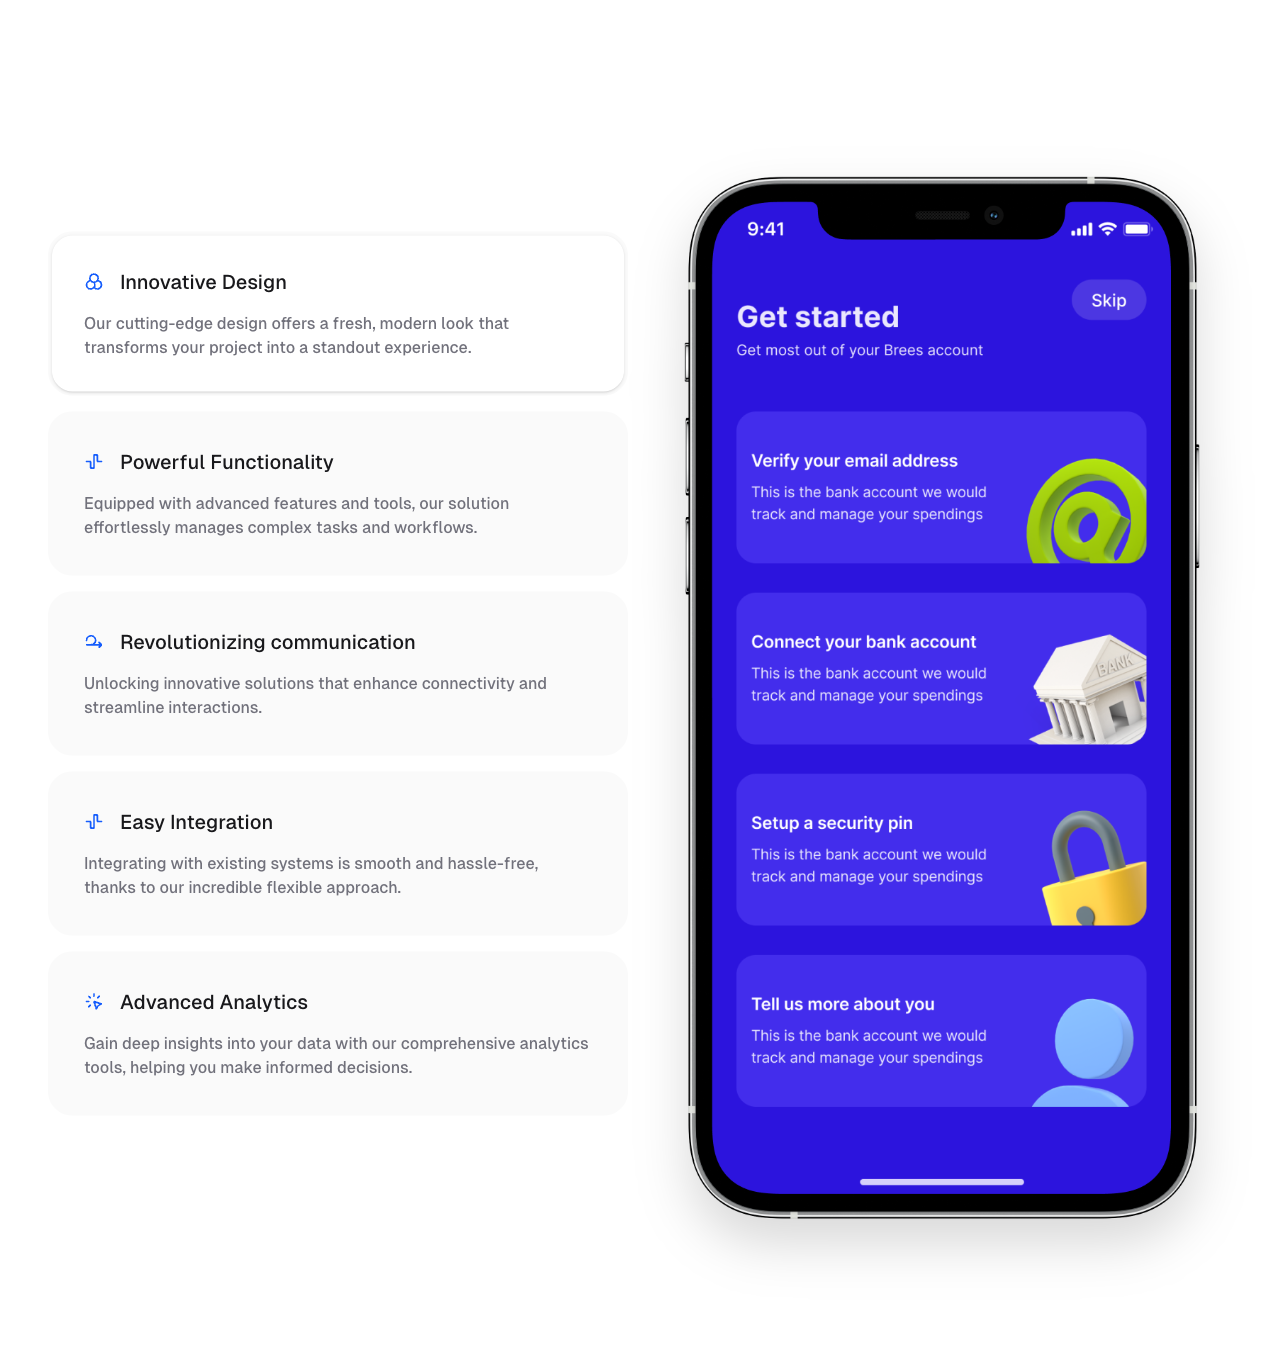 Innovative Design
Our cutting-edge design offers a fresh, modern look that
transforms your project into a standout experience.
Powerful Functionality
Equipped with advanced features and tools, our solution
effortlessly manages complex tasks and workflows.
Revolutionizing communication
Unlocking innovative solutions that enhance connectivity and
streamline interactions.
Easy Integration
Integrating with existing systems is smooth and hassle-free,
thanks to our incredible flexible approach.
Advanced Analytics
Gain deep insights into your data with our comprehensive analytics
tools, helping you make informed decisions.
9:41
Skip
Get started
Get most out of your Brees account
Verify your email address
This is the bank account we would
track and manage your spendings
@
Connect your bank account
This is the bank account we would
track and manage your spendings
BANK
Setup a security pin
This is the bank account we would
track and manage your spendings
Tell us more about you
This is the bank account we would
track and manage your spendings